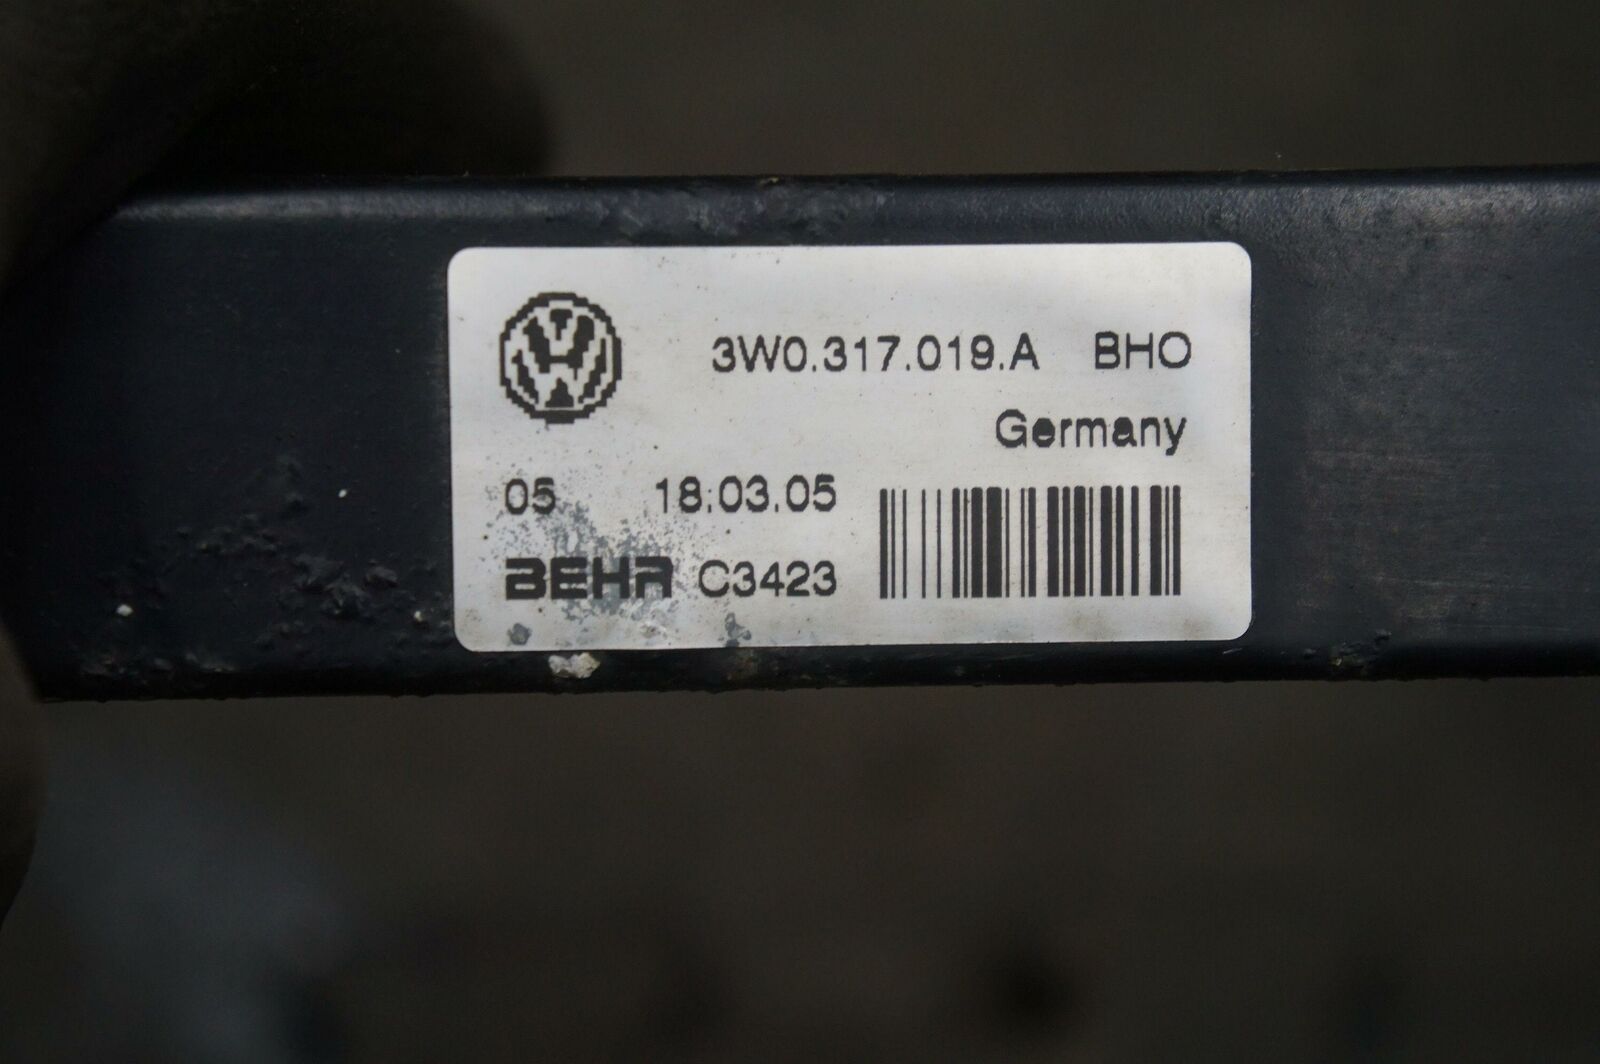 3W0.317.019.A BHO
Germany
05 18.03.05
BEHR C3423